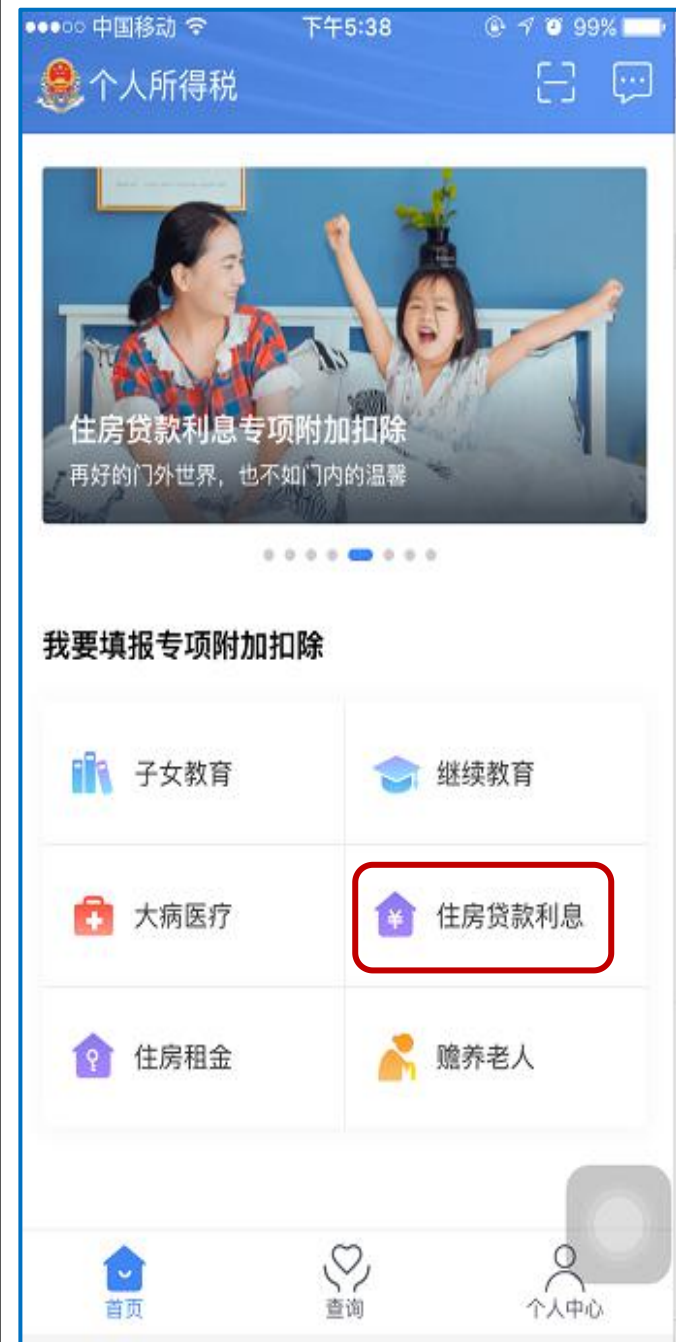 中国移动 下午5:38 99%
个人所得税
住房贷款利息专项附加扣除
再好的门外世界，也不如门内的温馨
我要填报专项附加扣除
子女教育 继续教育
大病医疗 住房贷款利息
住房租金 赡养老人
首页 查询 个人中心